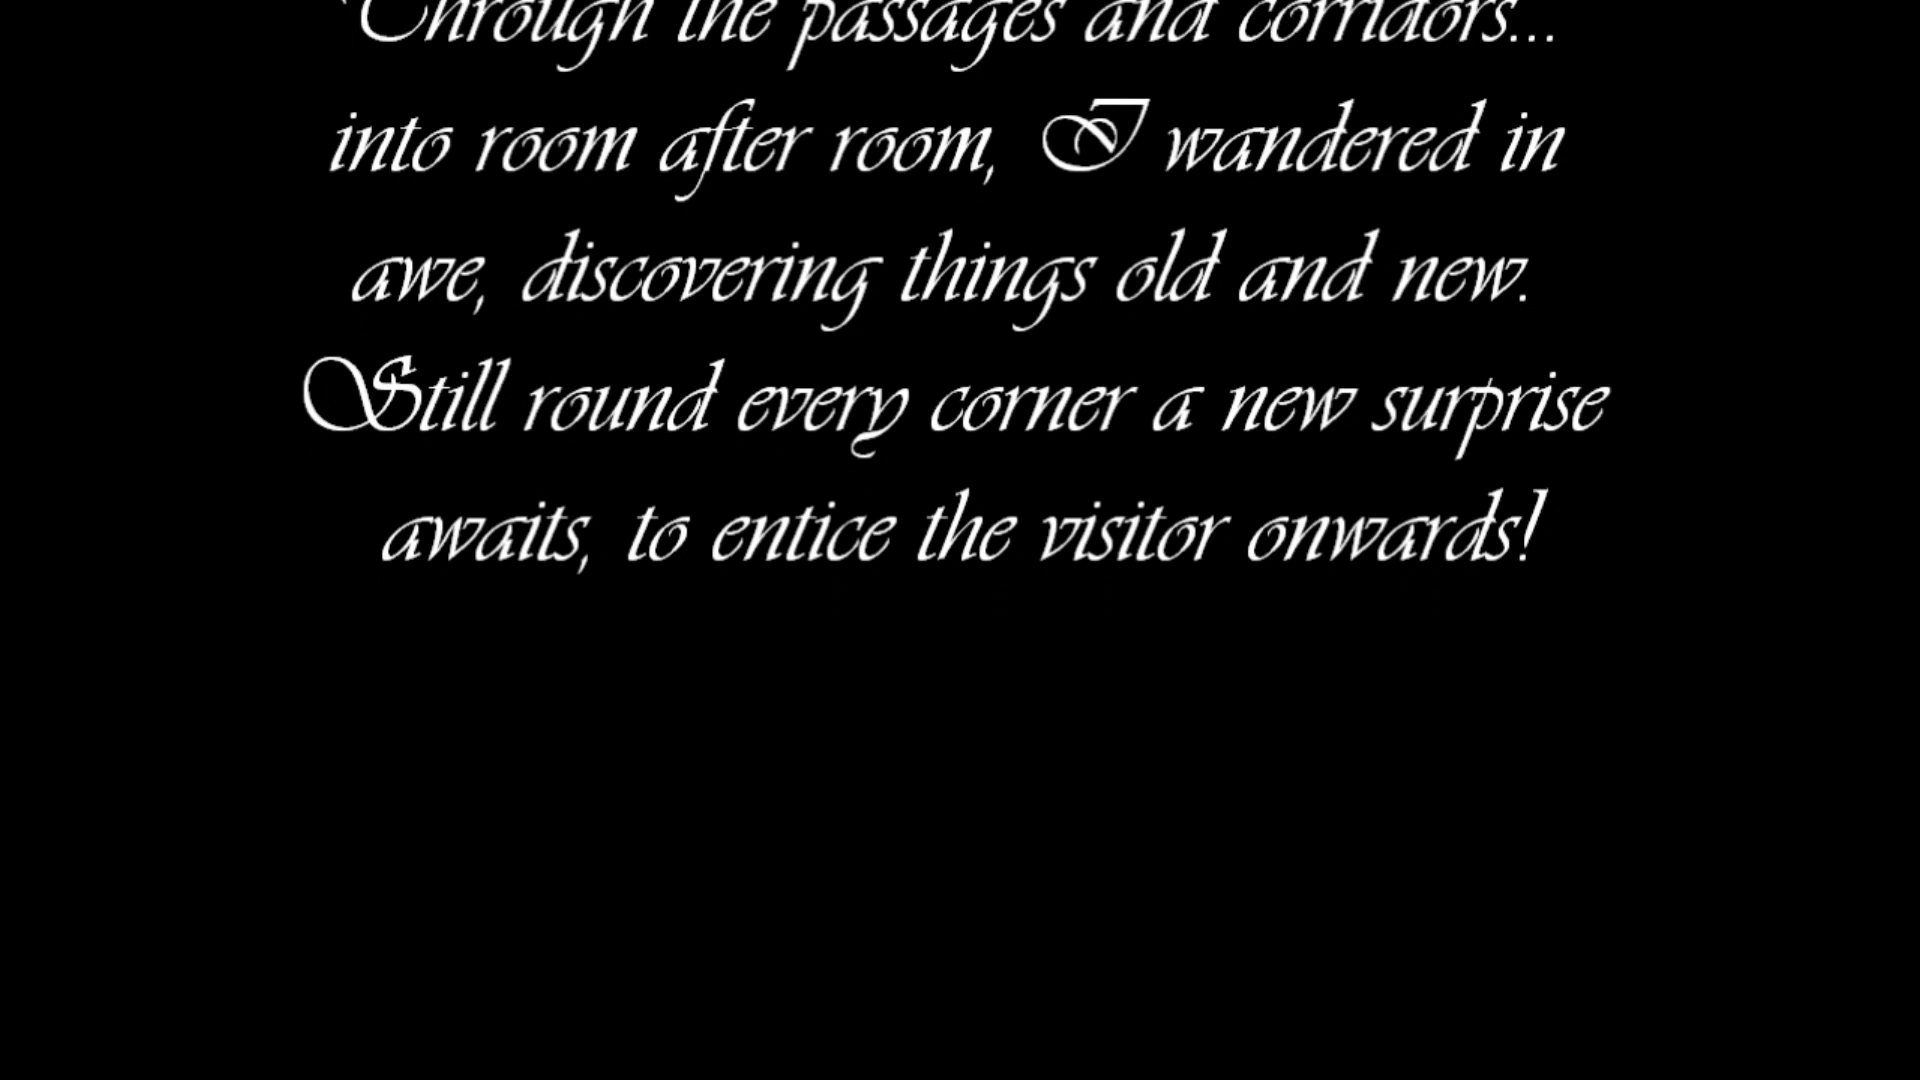 Through the passages and corridors...
into room after room, I wandered in
awe, discovering things old and new.
Still round every corner a new surprise
awaits, to entice the visitor onwards!